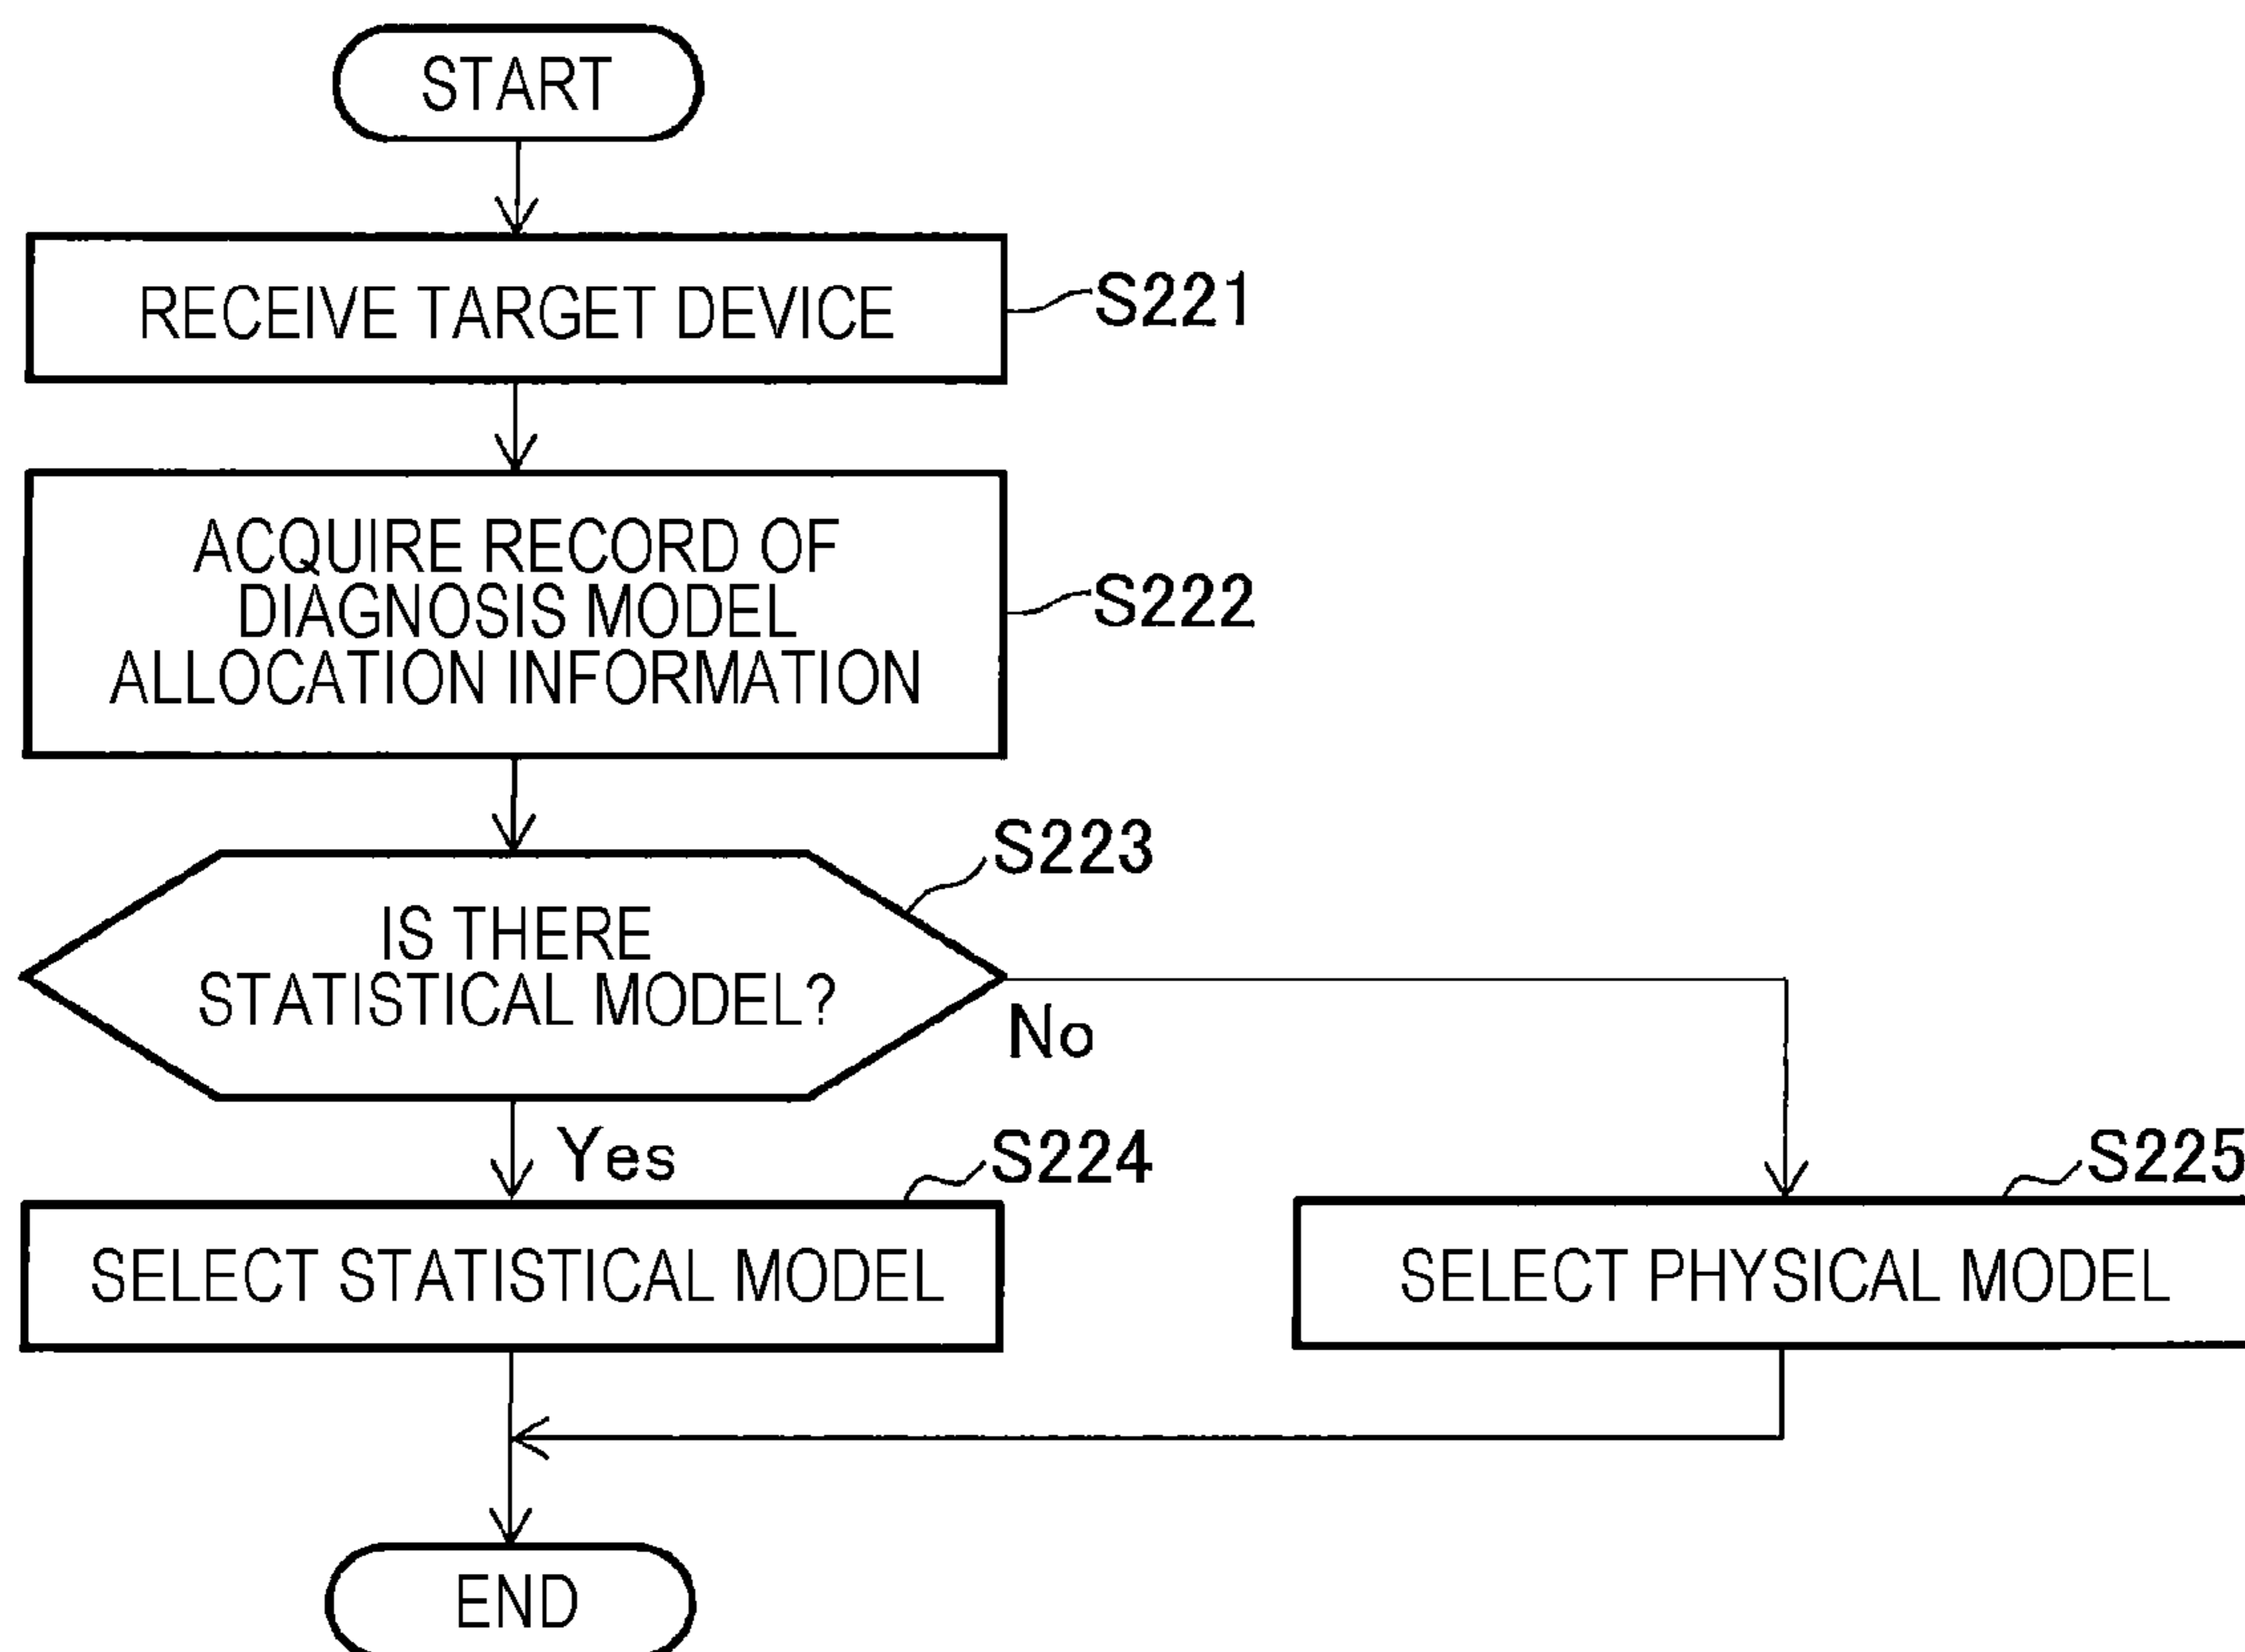 START
RECEIVE TARGET DEVICE
S221
ACQUIRE RECORD OF
DIAGNOSIS MODEL
ALLOCATION INFORMATION
S222
S223
IS THERE
STATISTICAL MODEL?
No
Yes
S224
SELECT STATISTICAL MODEL
S225
SELECT PHYSICAL MODEL
END